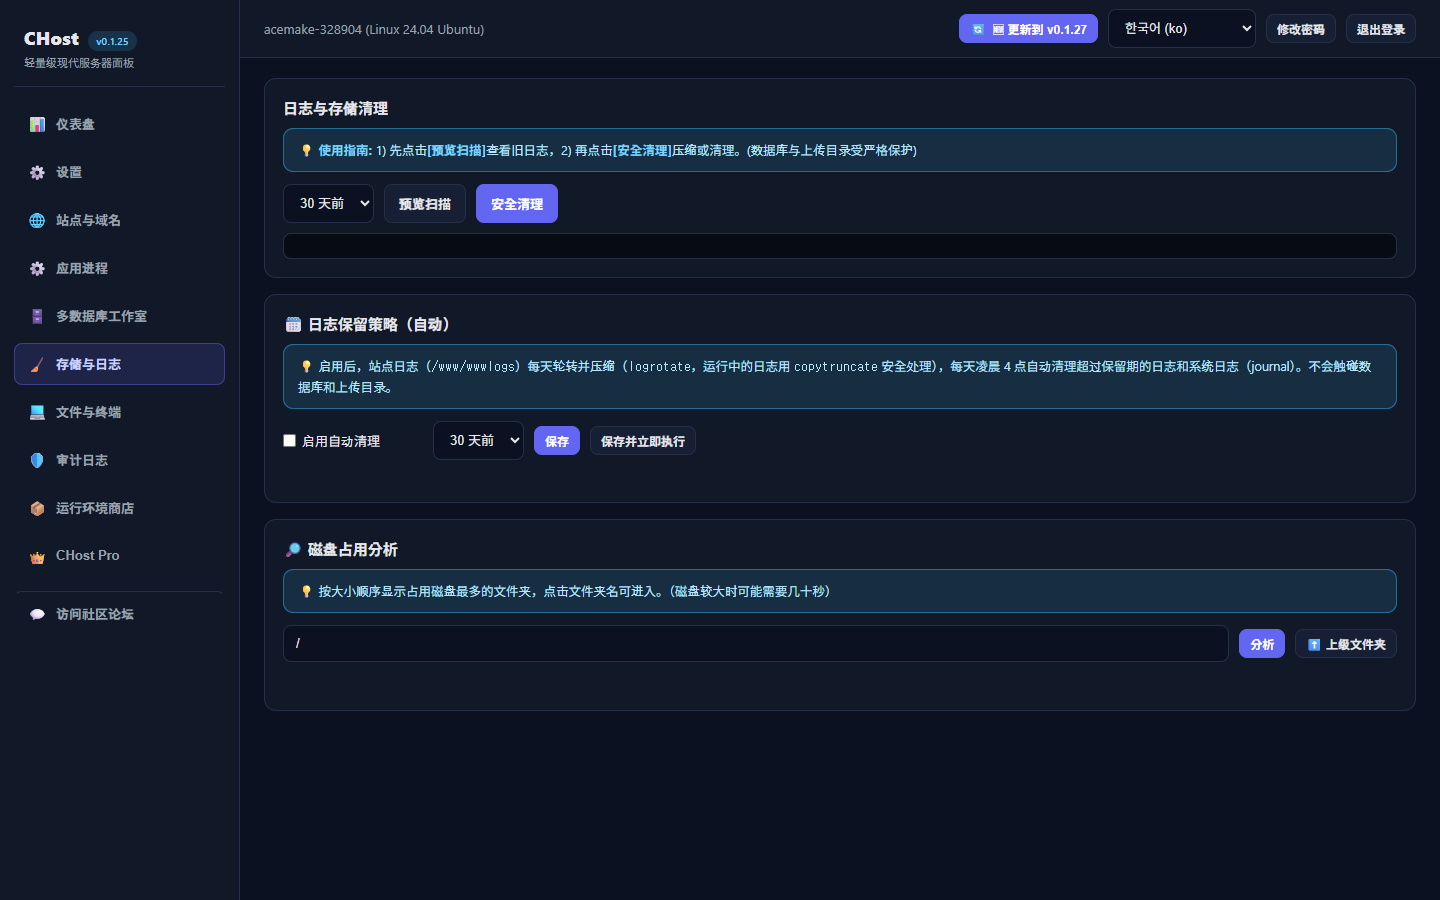 CHost v0.1.25
轻量级现代服务器面板
仪表盘
设置
站点与域名
应用进程
多数据库工作室
存储与日志
文件与终端
审计日志
运行环境商店
CHost Pro
访问社区论坛
acemake-328904 (Linux 24.04 Ubuntu)
更新到 v0.1.27
한국어 (ko)
修改密码
退出登录
日志与存储清理
使用指南: 1) 先点击[预览扫描]查看旧日志，2) 再点击[安全清理]压缩或清理。(数据库与上传目录受严格保护)
30 天前
预览扫描
安全清理
日志保留策略（自动）
启用后，站点日志（/www/wwwlogs）每天轮转并压缩（logrotate，运行中的日志用 copytruncate 安全处理），每天凌晨 4 点自动清理超过保留期的日志和系统日志（journal）。不会触碰数
据库和上传目录。
启用自动清理
30 天前
保存
保存并立即执行
磁盘占用分析
按大小顺序显示占用磁盘最多的文件夹，点击文件夹名可进入。（磁盘较大时可能需要几十秒）
/
分析
上级文件夹